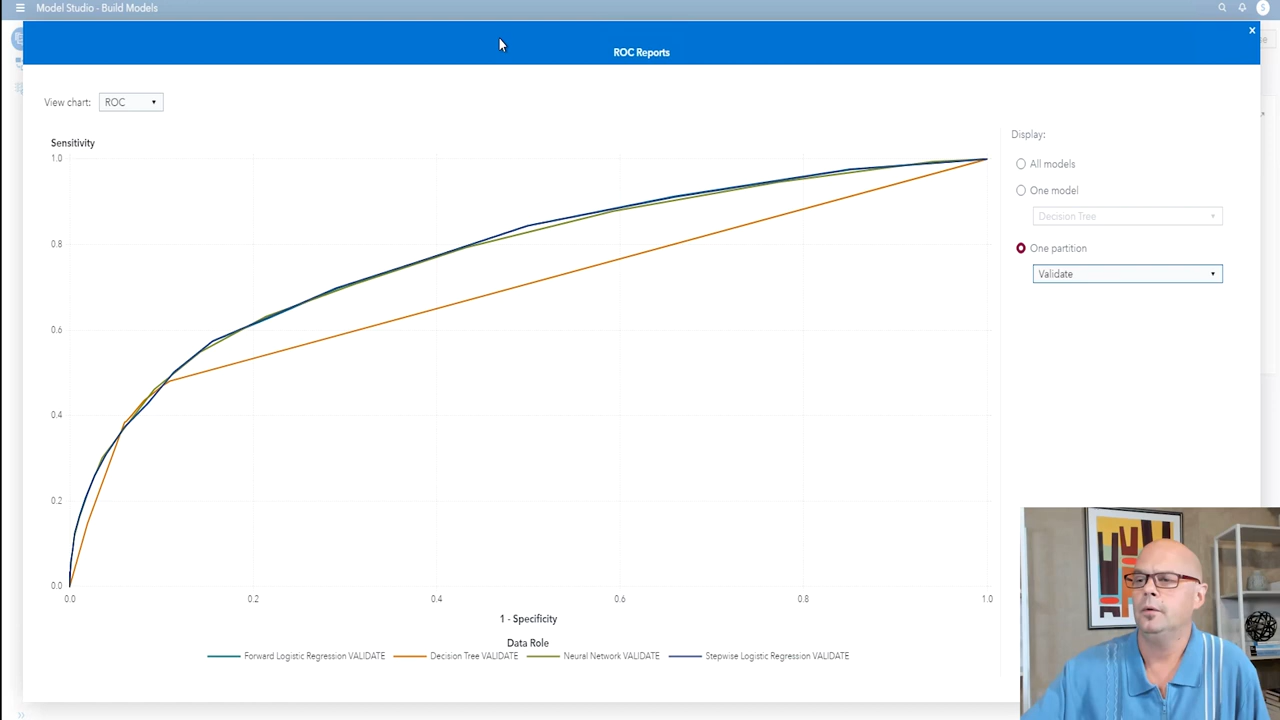 Model Studio - Build Models
S
ROC Reports
View chart: ROC
Display:
Sensitivity
All models
One model
Decision Tree
One partition
Validate
1.0
0.8
0.6
0.4
0.2
0.0
0.0 0.2 0.4 0.6 0.8 1.0
1 - Specificity
Data Role
Forward Logistic Regression VALIDATE Decision Tree VALIDATE Neural Network VALIDATE Stepwise Logistic Regression VALIDATE